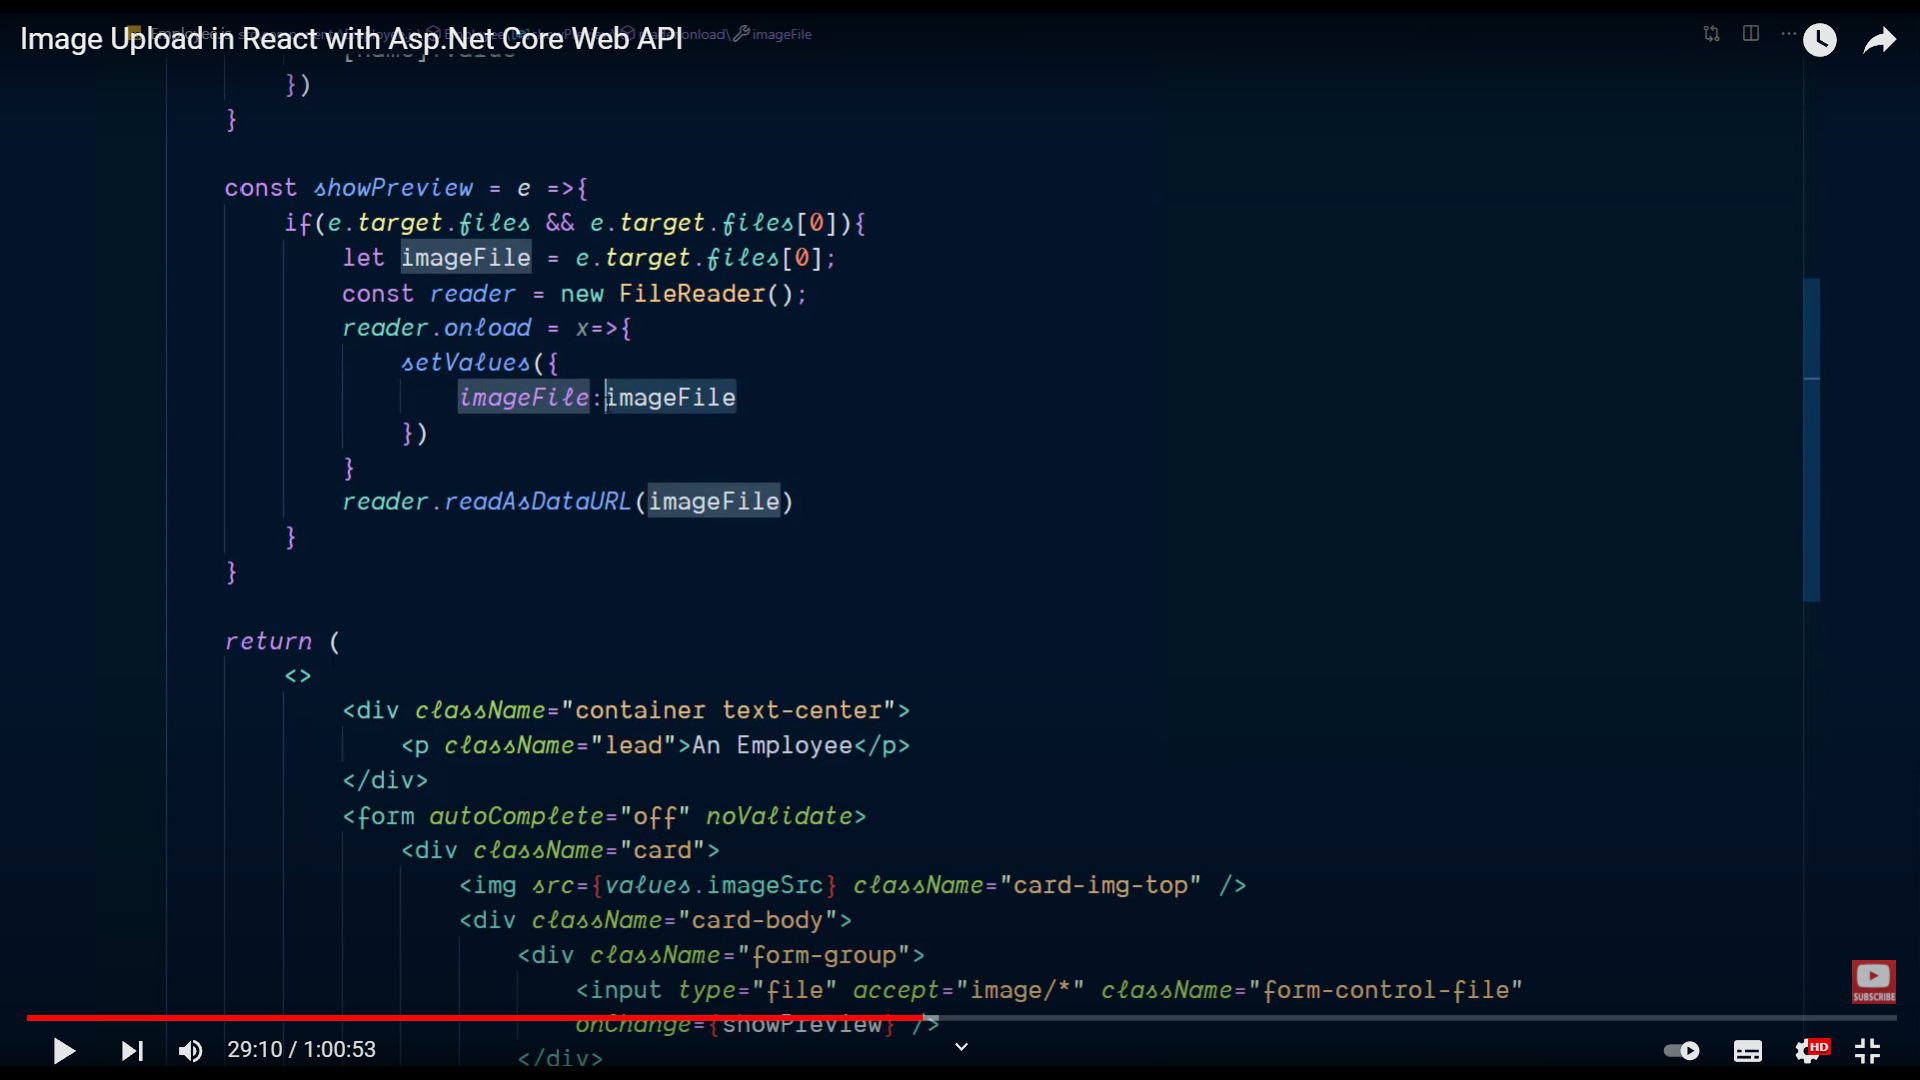 Image Upload in React with Asp.Net Core Web API
imageFile
})
}
const showPreview = e =>{
if(e.target.files && e.target.files[0]){
let imageFile = e.target.files[0];
const reader = new FileReader();
reader.onload = x=>{
setValues({
imageFile:imageFile
})
}
reader.readAsDataURL(imageFile)
}
}
return (
<>
<div className="container text-center">
<p className="lead">An Employee</p>
</div>
<form autoComplete="off" noValidate>
<div className="card">
<img src={values.imageSrc} className="card-img-top" />
<div className="card-body">
<div className="form-group">
<input type="file" accept="image/*" className="form-control-file"
onChange={showPreview} />
</div>
SUBSCRIBE
29:10 / 1:00:53
HD